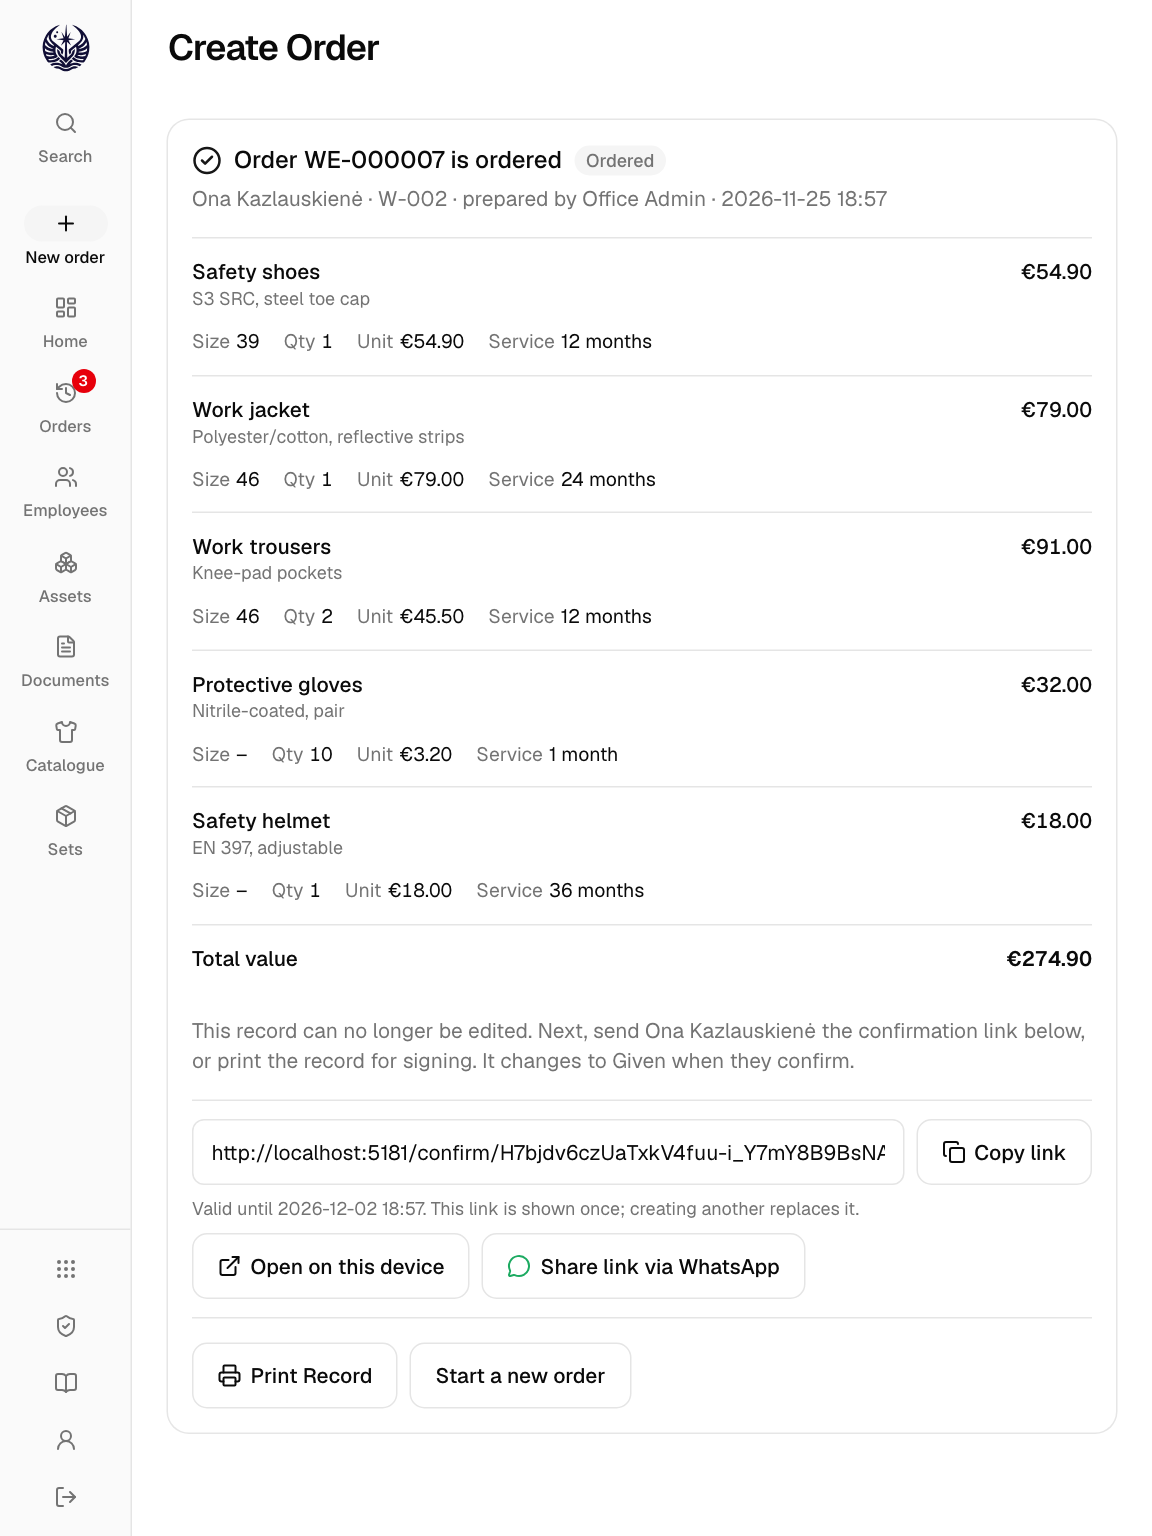 Create Order
Search
New order
Home
3
Orders
Employees
Assets
Documents
Catalogue
Sets
Order WE-000007 is ordered Ordered
Ona Kazlauskienė · W-002 · prepared by Office Admin · 2026-11-25 18:57
Safety shoes €54.90
S3 SRC, steel toe cap
Size 39 Qty 1 Unit €54.90 Service 12 months
Work jacket €79.00
Polyester/cotton, reflective strips
Size 46 Qty 1 Unit €79.00 Service 24 months
Work trousers €91.00
Knee-pad pockets
Size 46 Qty 2 Unit €45.50 Service 12 months
Protective gloves €32.00
Nitrile-coated, pair
Size – Qty 10 Unit €3.20 Service 1 month
Safety helmet €18.00
EN 397, adjustable
Size – Qty 1 Unit €18.00 Service 36 months
Total value €274.90
This record can no longer be edited. Next, send Ona Kazlauskienė the confirmation link below,
or print the record for signing. It changes to Given when they confirm.
http://localhost:5181/confirm/H7bjdv6czUaTxkV4fuu-i_Y7mY8B9BsNA Copy link
Valid until 2026-12-02 18:57. This link is shown once; creating another replaces it.
Open on this device Share link via WhatsApp
Print Record Start a new order